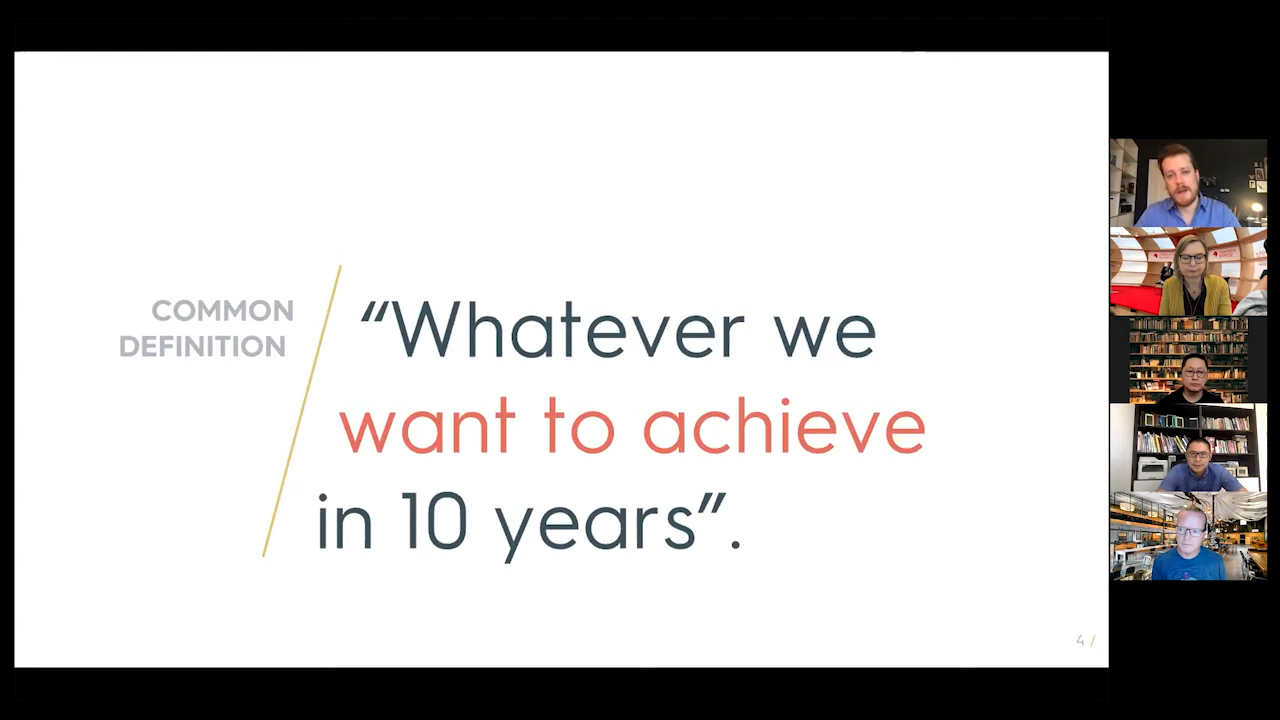 COMMON
DEFINITION
“Whatever we
want to achieve
in 10 years”.
4 /